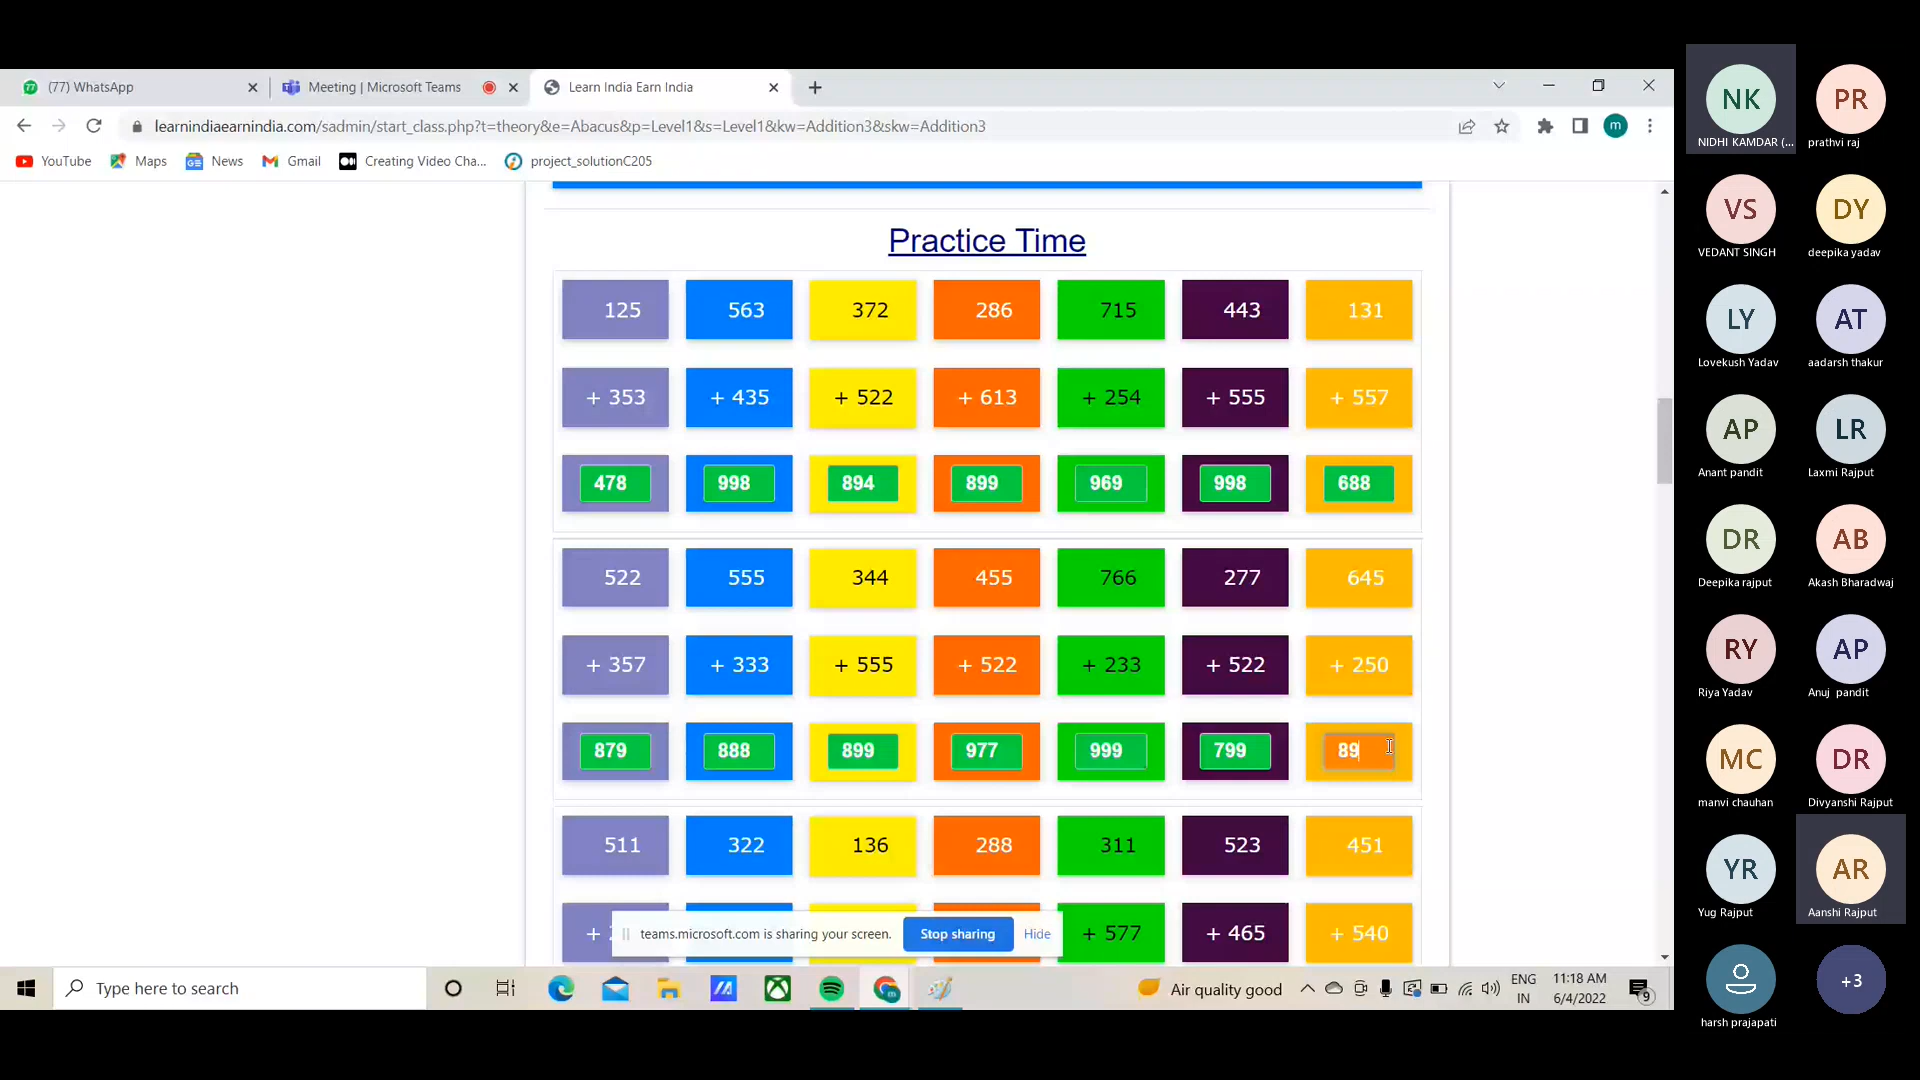 (77) WhatsApp
Meeting | Microsoft Teams
Learn India Earn India
learnindiaearnindia.com/sadmin/start_class.php?t=theory&e=Abacus&p=Level1&s=Level1&kw=Addition3&skw=Addition3
m
YouTube Maps News Gmail Creating Video Cha... project_solutionC205
Practice Time
125 563 372 286 715 443 131
+ 353 + 435 + 522 + 613 + 254 + 555 + 557
478 998 894 899 969 998 688
522 555 344 455 766 277 645
+ 357 + 333 + 555 + 522 + 233 + 522 + 250
879 888 899 977 999 799 89
511 322 136 288 311 523 451
+ + 577 + 465 + 540
teams.microsoft.com is sharing your screen. Stop sharing Hide
Type here to search
Air quality good
ENG
IN
11:18 AM
6/4/2022
9
NK PR
NIDHI KAMDAR (... prathvi raj
VS DY
VEDANT SINGH deepika yadav
LY AT
Lovekush Yadav aadarsh thakur
AP LR
Anant pandit Laxmi Rajput
DR AB
Deepika rajput Akash Bharadwaj
RY AP
Riya Yadav Anuj pandit
MC DR
manvi chauhan Divyanshi Rajput
YR AR
Yug Rajput Aanshi Rajput
+3
harsh prajapati